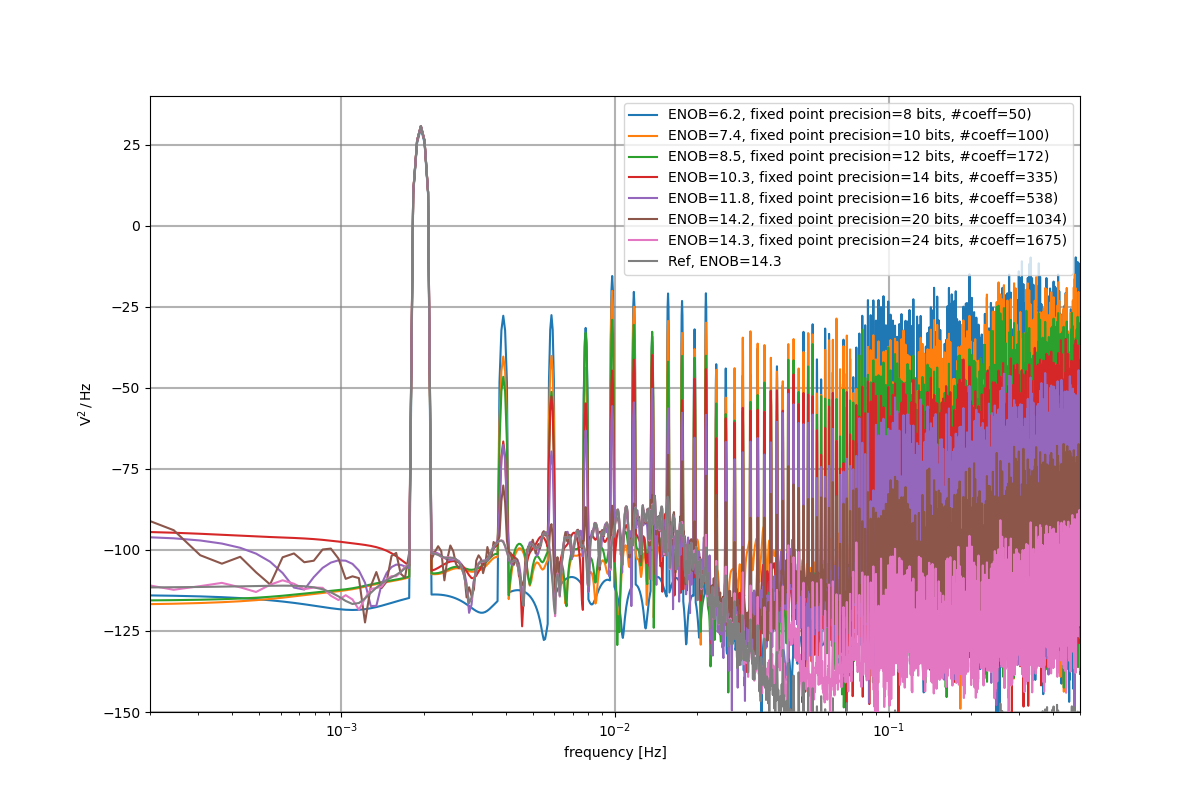 ENOB=6.2, fixed point precision=8 bits, #coeff=50)
ENOB=7.4, fixed point precision=10 bits, #coeff=100)
ENOB=8.5, fixed point precision=12 bits, #coeff=172)
ENOB=10.3, fixed point precision=14 bits, #coeff=335)
ENOB=11.8, fixed point precision=16 bits, #coeff=538)
ENOB=14.2, fixed point precision=20 bits, #coeff=1034)
ENOB=14.3, fixed point precision=24 bits, #coeff=1675)
Ref, ENOB=14.3
25
0
−25
−50
−75
−100
−125
−150
V²/Hz
10⁻³
10⁻²
10⁻¹
frequency [Hz]